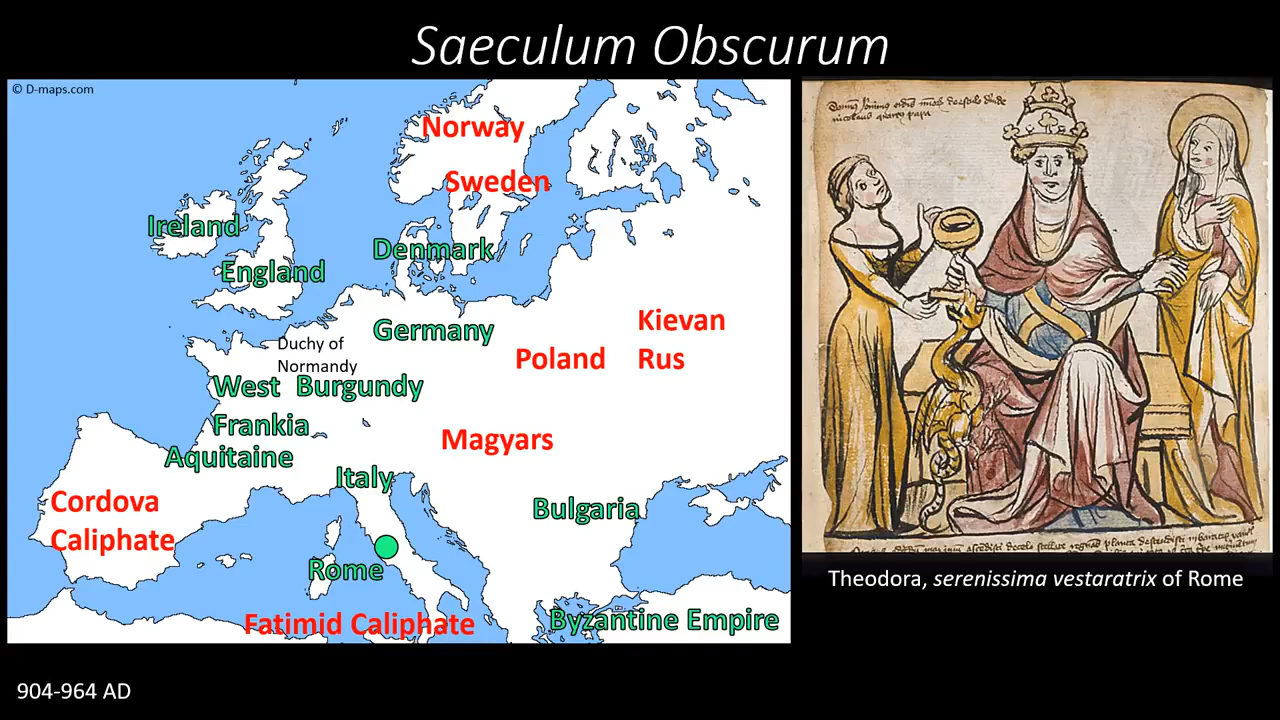 Saeculum Obscurum
© D-maps.com
Norway
Sweden
Ireland
Denmark
England
Kievan
Rus
Germany
Duchy of
Normandy
Poland
West Burgundy
Frankia
Magyars
Aquitaine
Italy
Cordova
Caliphate
Bulgaria
Rome
Fatimid Caliphate
Byzantine Empire
papa
Theodora, serenissima vestaratrix of Rome
904-964 AD